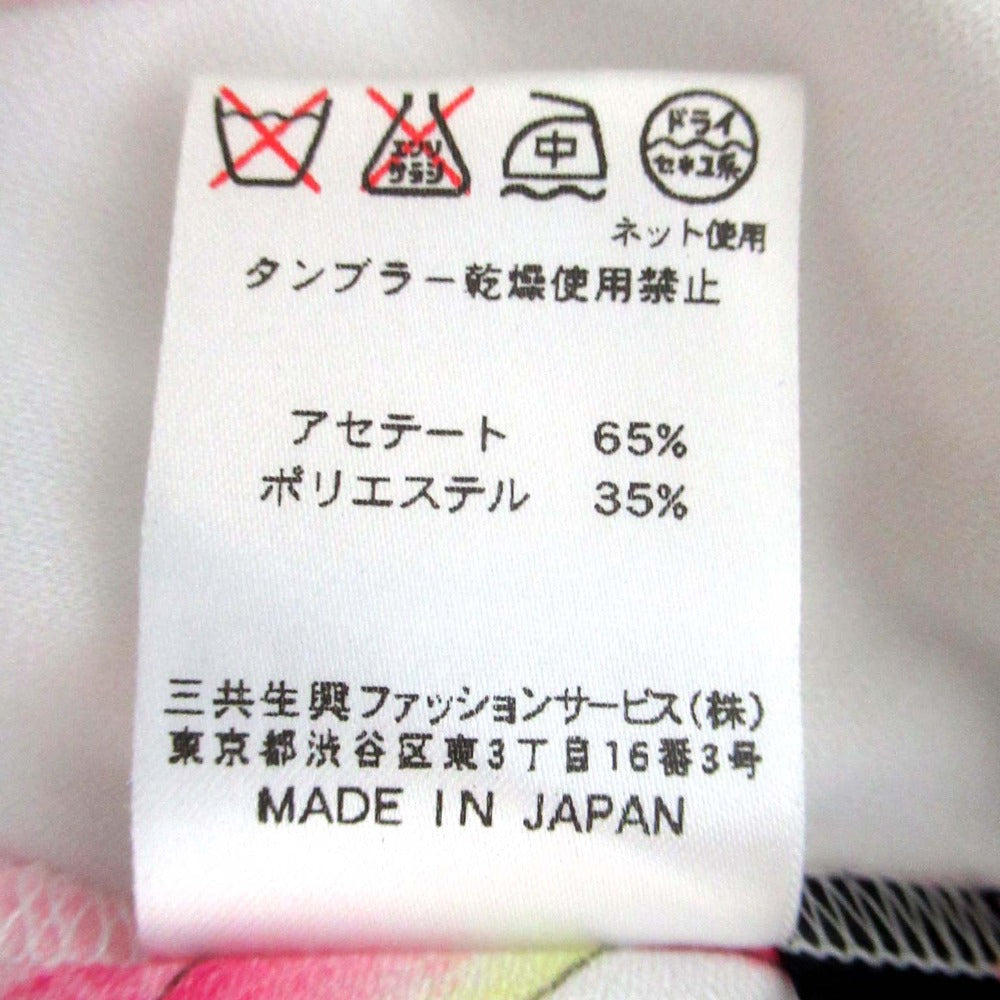 エンソ
サラシ
中
ドライ
セキユ系
ネット使用
タンブラー乾燥使用禁止
アセテート 65%
ポリエステル 35%
三共生興ファッションサービス(株)
東京都渋谷区東3丁目16番3号
MADE IN JAPAN